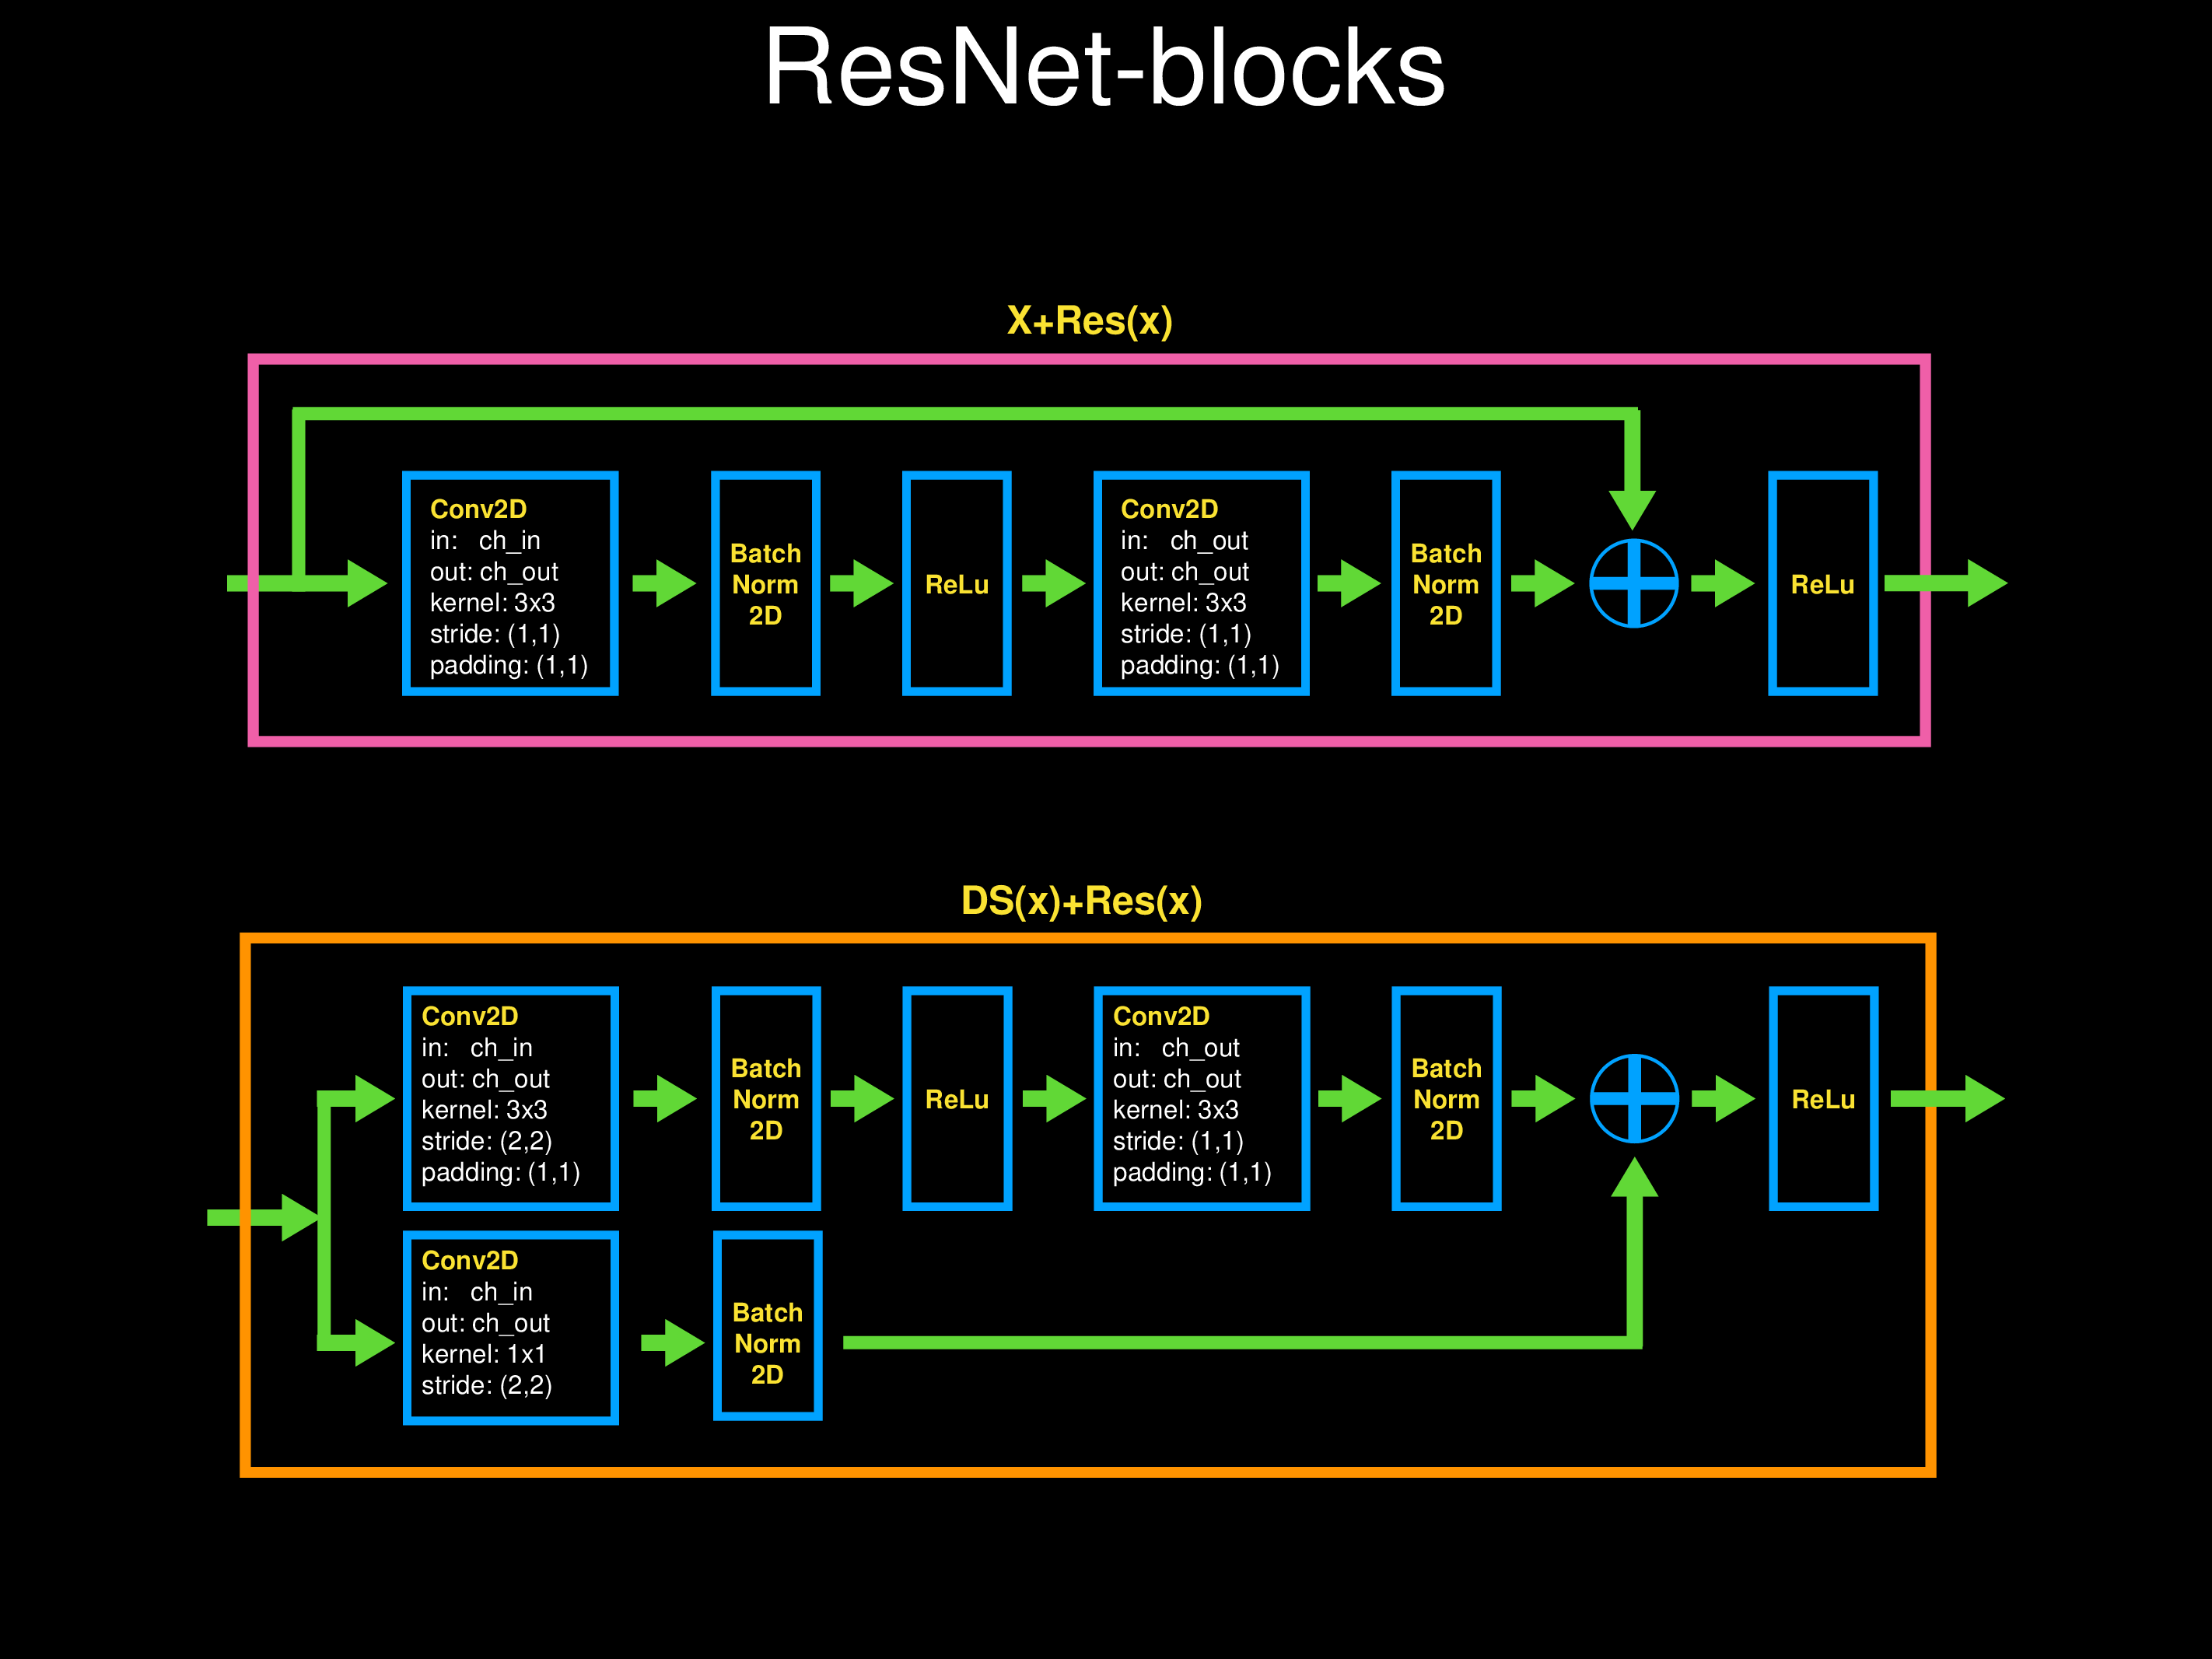 ResNet-blocks
X+Res(x)
Conv2D
in: ch_in
out: ch_out
kernel: 3x3
stride: (1,1)
padding: (1,1)
Batch
Norm
2D
ReLu
Conv2D
in: ch_out
out: ch_out
kernel: 3x3
stride: (1,1)
padding: (1,1)
Batch
Norm
2D
ReLu
DS(x)+Res(x)
Conv2D
in: ch_in
out: ch_out
kernel: 3x3
stride: (2,2)
padding: (1,1)
Batch
Norm
2D
ReLu
Conv2D
in: ch_out
out: ch_out
kernel: 3x3
stride: (1,1)
padding: (1,1)
Batch
Norm
2D
ReLu
Conv2D
in: ch_in
out: ch_out
kernel: 1x1
stride: (2,2)
Batch
Norm
2D